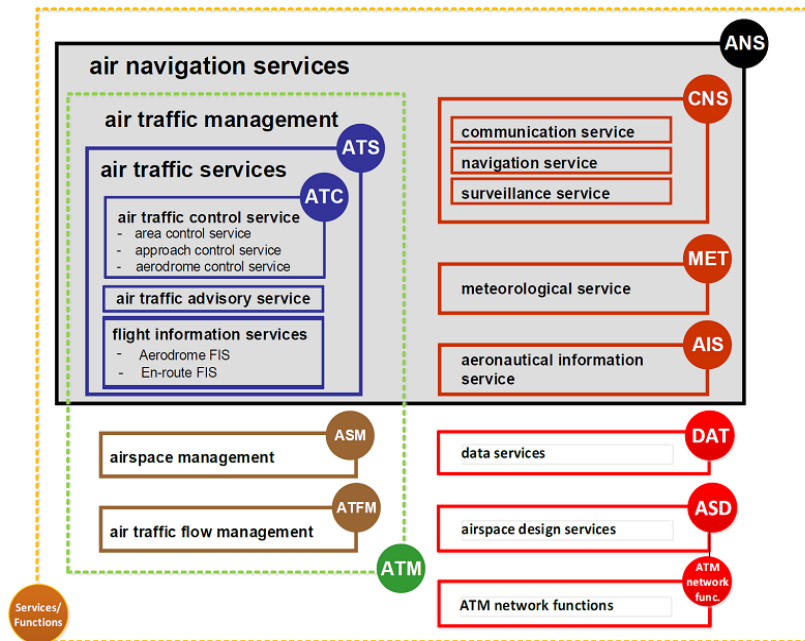 ANS
air navigation services
CNS
air traffic management
communication service
ATS
navigation service
air traffic services
surveillance service
ATC
air traffic control service
- area control service
- approach control service
- aerodrome control service
MET
meteorological service
air traffic advisory service
flight information services
- Aerodrome FIS
- En-route FIS
AIS
aeronautical information
service
ASM
airspace management
DAT
data services
ATFM
air traffic flow management
ASD
airspace design services
ATM
ATM
network
func.
ATM network functions
Services/
Functions